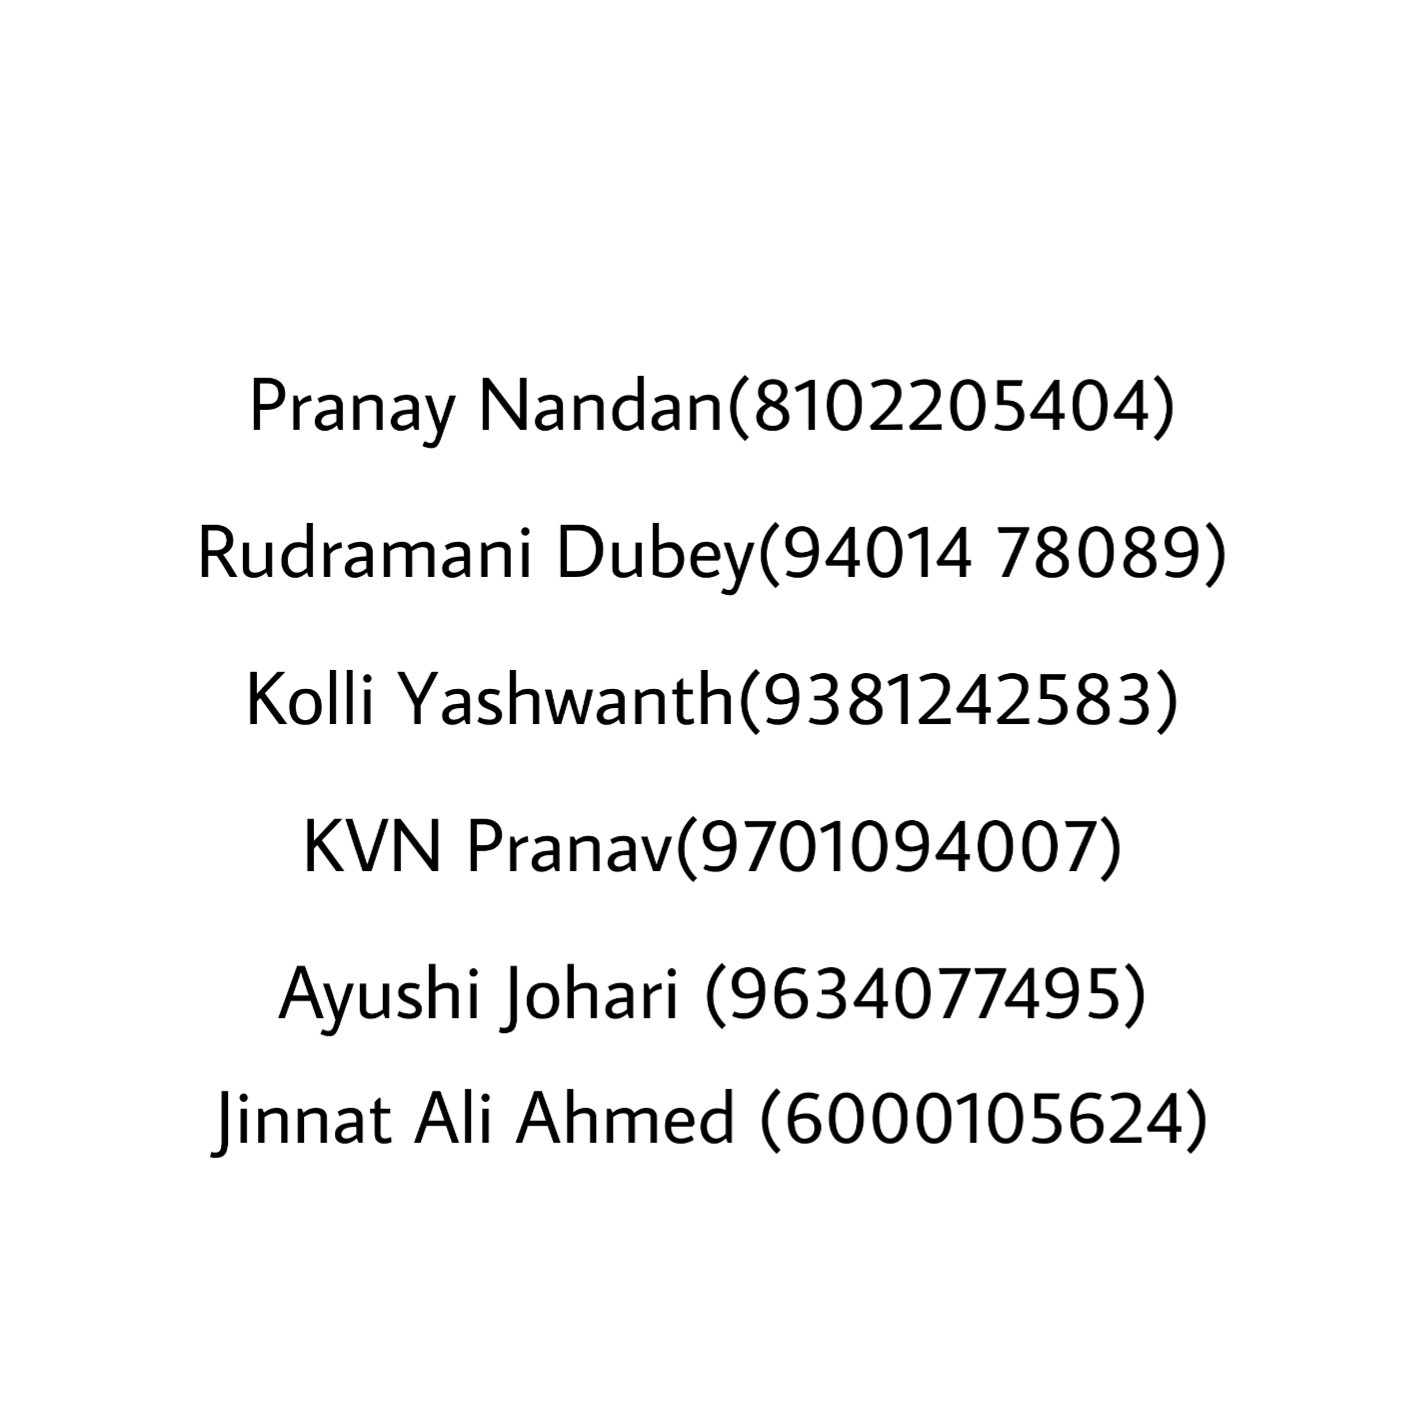 Pranay Nandan(8102205404)
Rudramani Dubey(94014 78089)
Kolli Yashwanth(9381242583)
KVN Pranav(9701094007)
Ayushi Johari (9634077495)
Jinnat Ali Ahmed (6000105624)